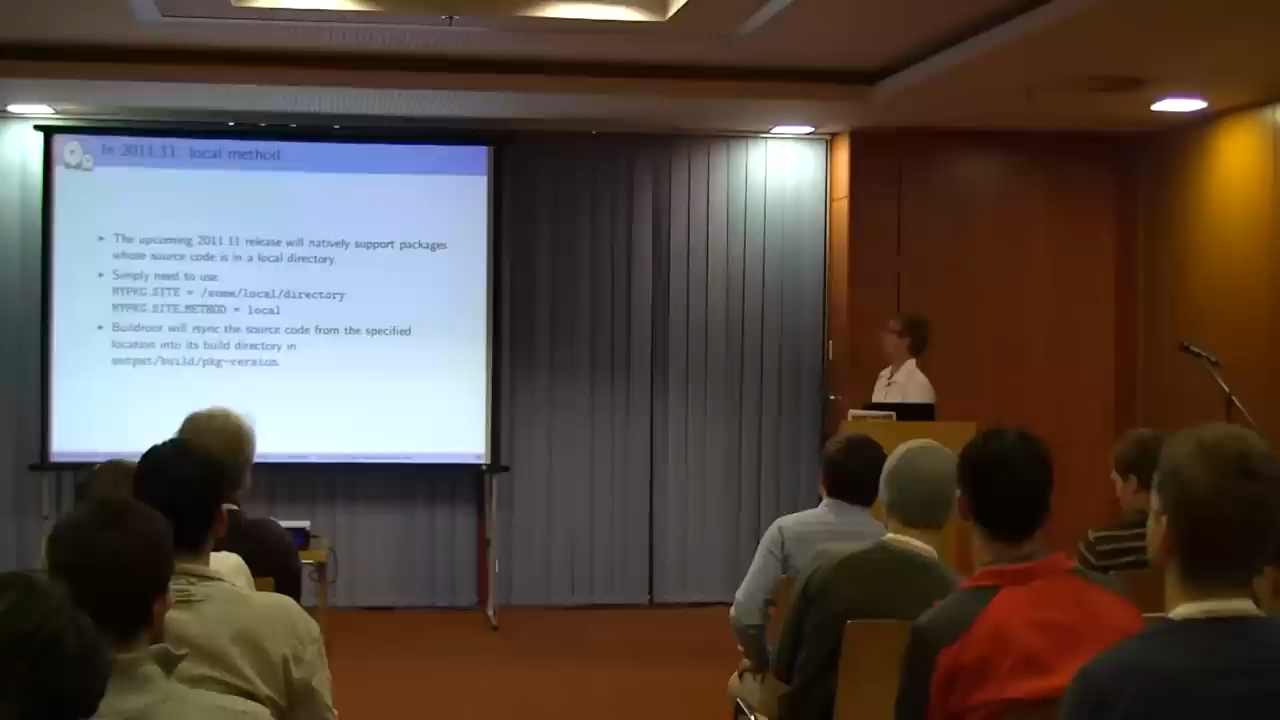 In 2011.11: local method
The upcoming 2011.11 release will natively support packages
whose source code is in a local directory.
Simply need to use
MYPKG_SITE = /some/local/directory
MYPKG_SITE_METHOD = local
Buildroot will rsync the source code from the specified
location into its build directory in
output/build/pkg-version.